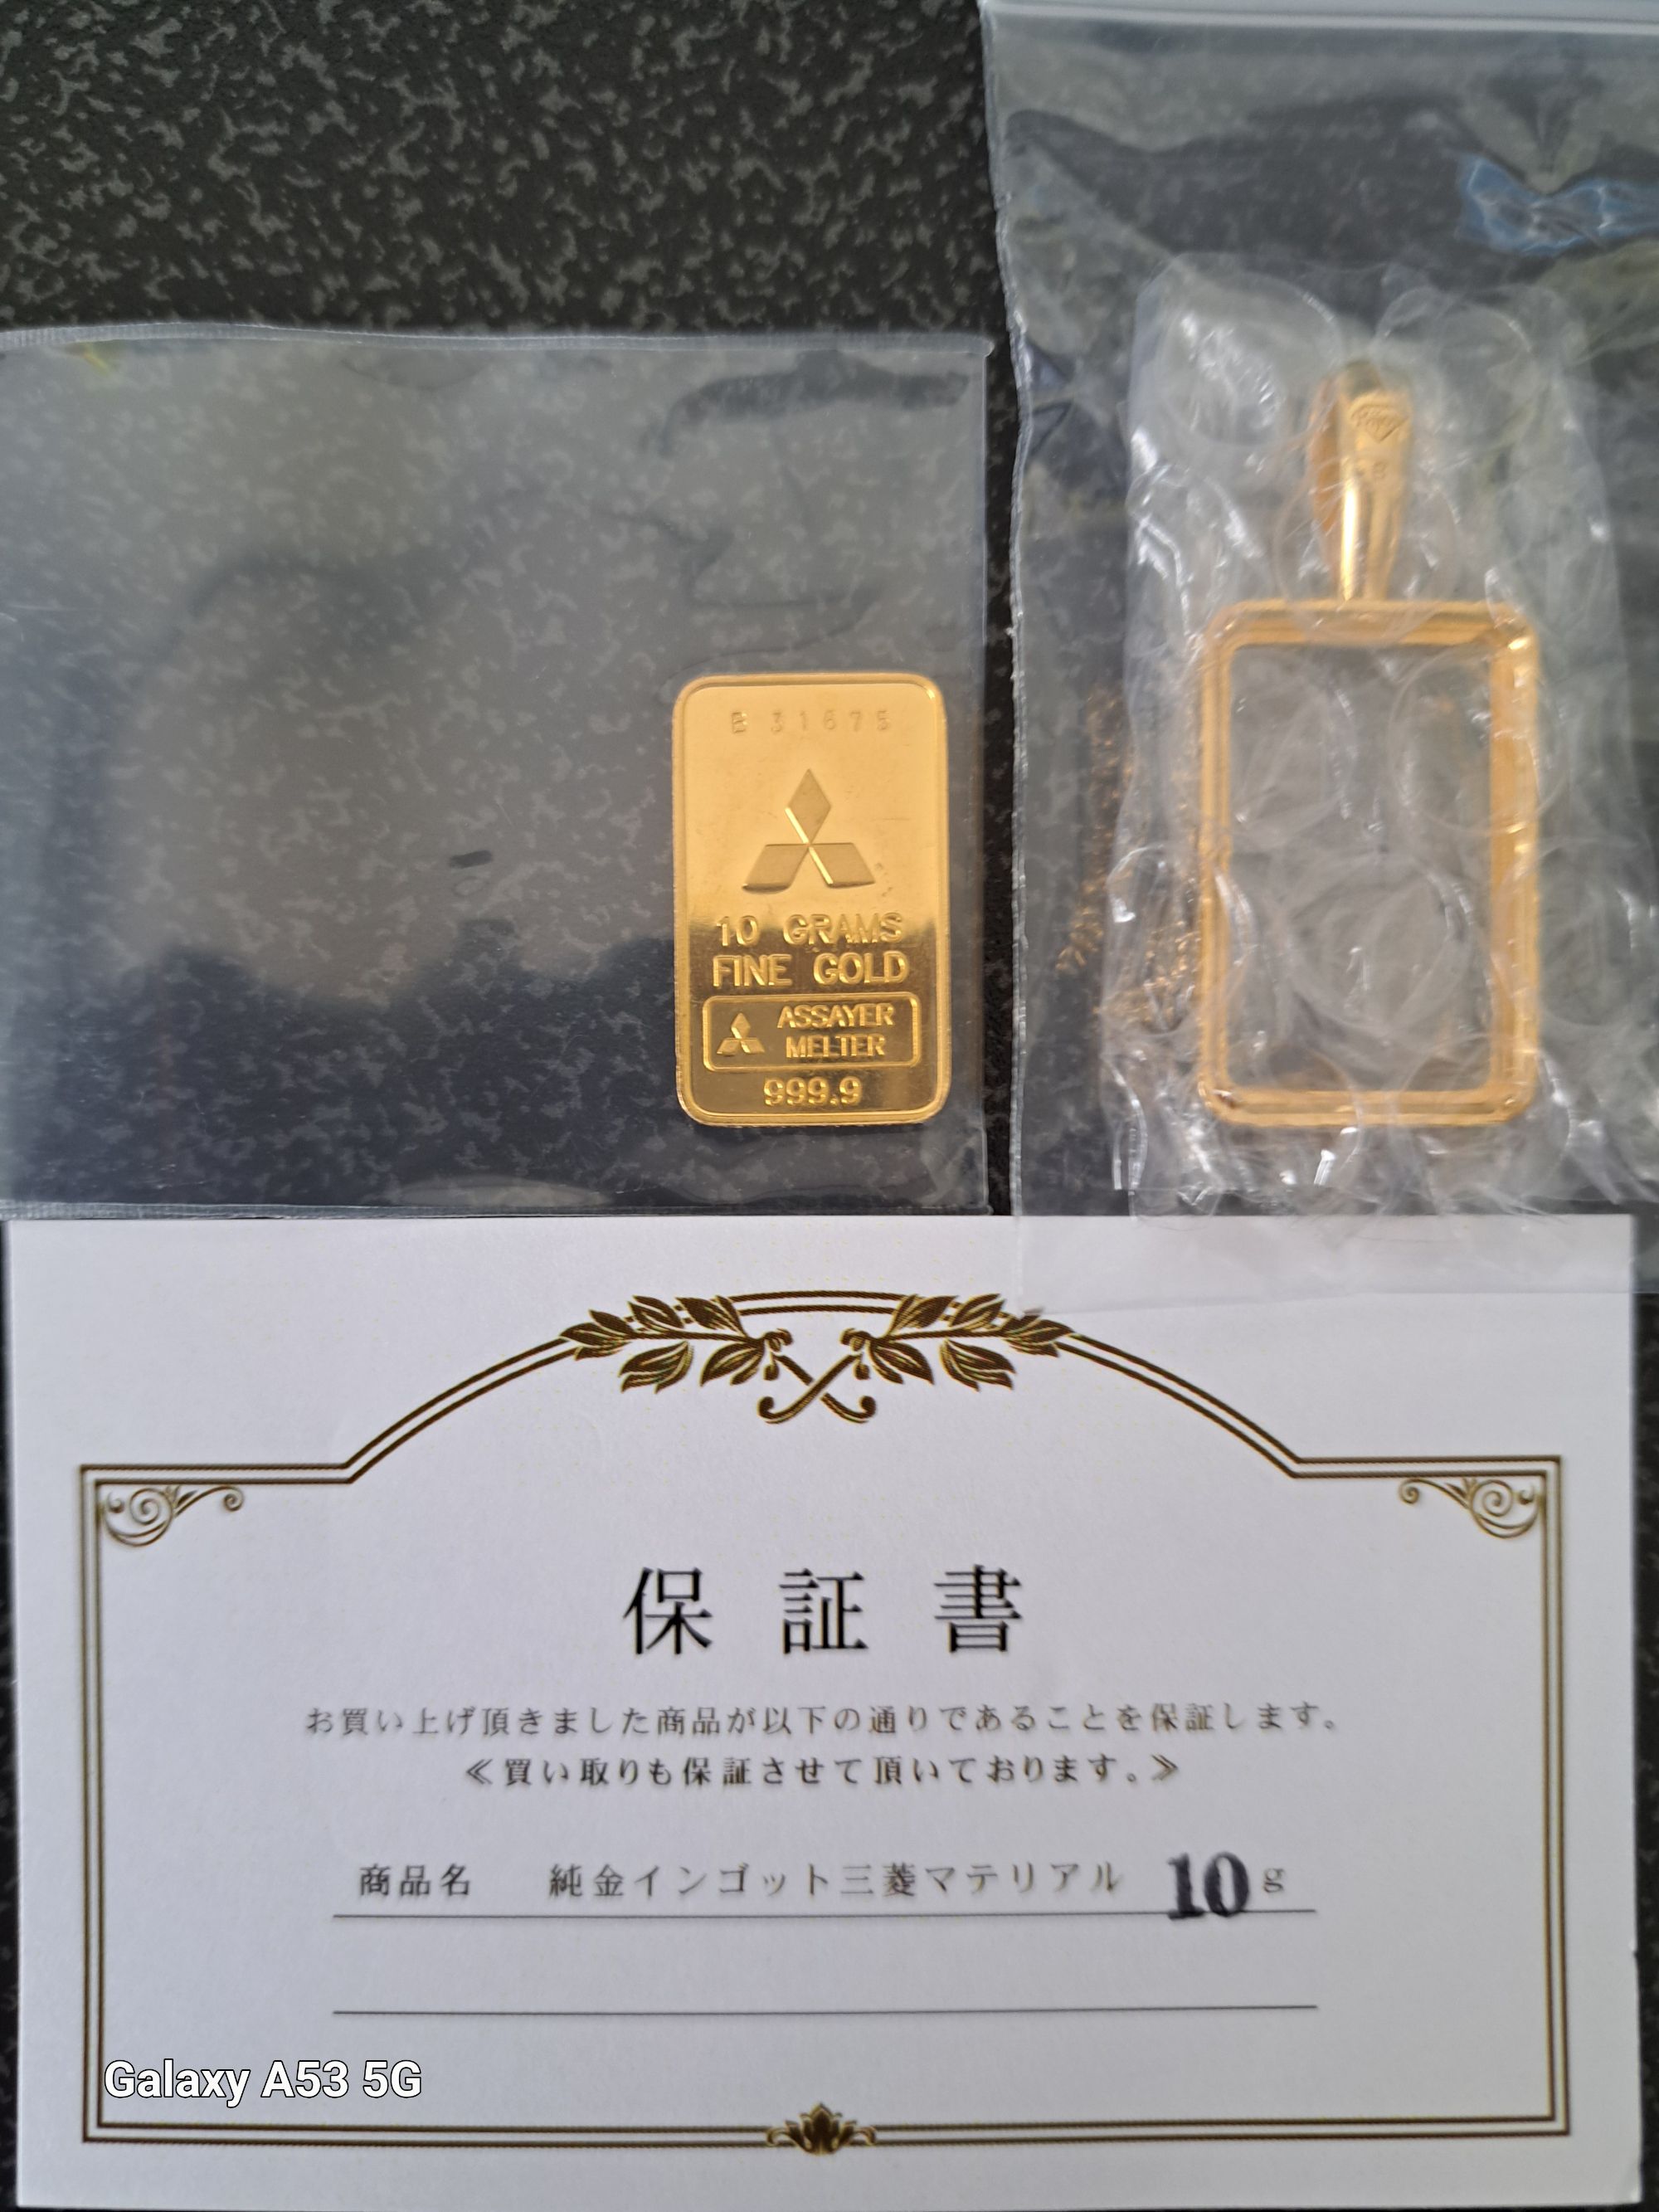 B 31675
10 GRAMS
FINE GOLD
ASSAYER
MELTER
999.9
保証書
お買い上げ頂きました商品が以下の通りであることを保証します。
≪買い取りも保証させて頂いております。≫
商品名 純金インゴット三菱マテリアル 10 g
Galaxy A53 5G